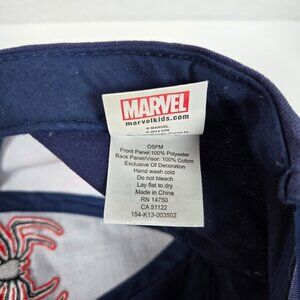 MARVEL
marvelkids.com
© MARVEL
OSFM
Front Panel:100% Polyester
Back Panel/Visor: 100% Cotton
Exclusive Of Decoration
Hand wash cold
Do not bleach
Lay flat to dry
Made in China
RN 14750
CA 51122
154-K13-003502